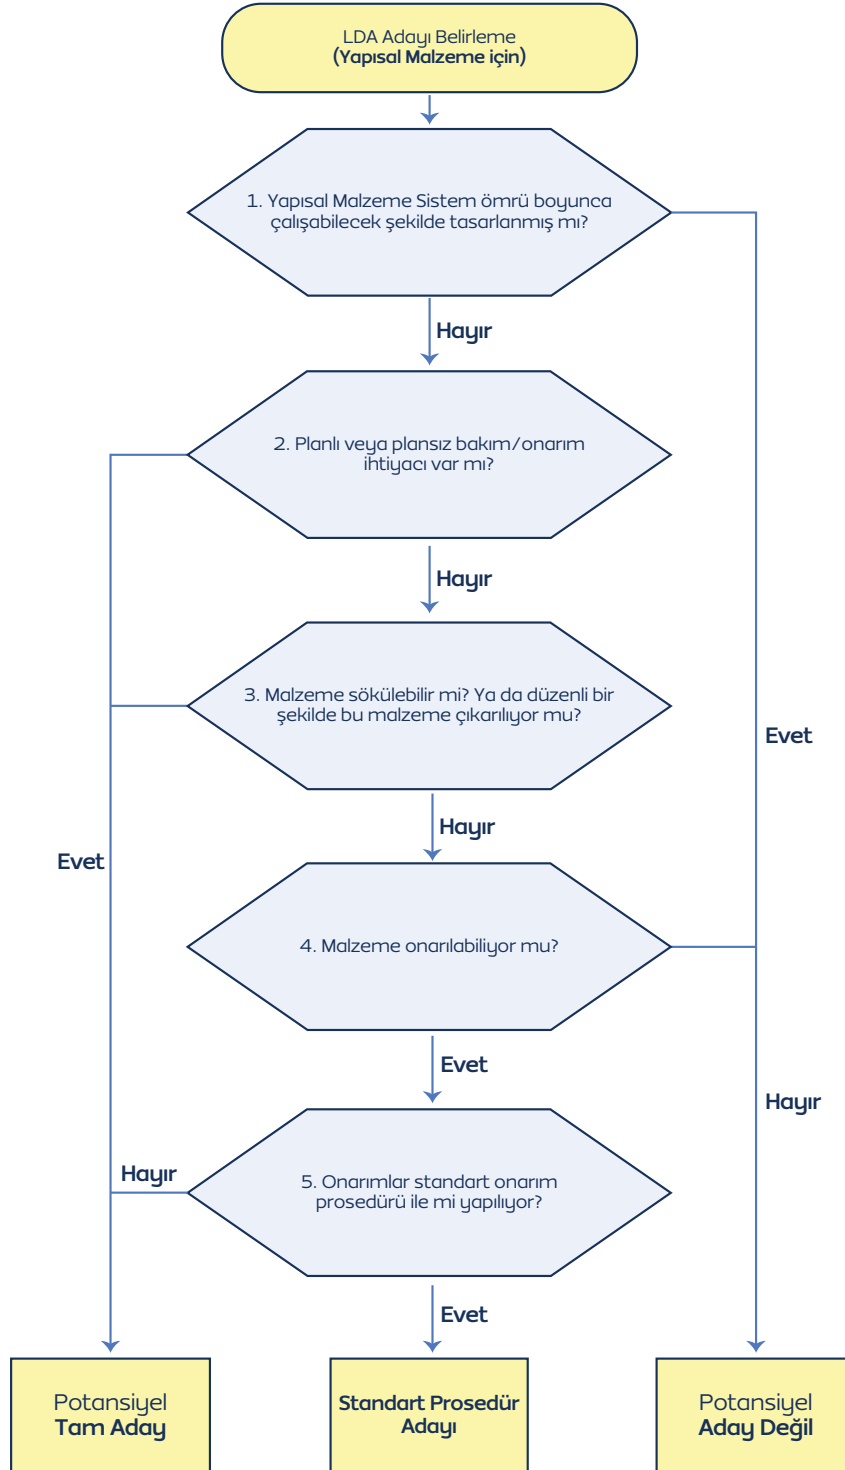 LDA Adayı Belirleme
(Yapısal Malzeme için)
1. Yapısal Malzeme Sistem ömrü boyunca
çalışabilecek şekilde tasarlanmış mı?
Hayır
2. Planlı veya plansız bakım/onarım
ihtiyacı var mı?
Hayır
3. Malzeme sökülebilir mi? Ya da düzenli bir
şekilde bu malzeme çıkarılıyor mu?
Evet
Hayır
Evet
4. Malzeme onarılabiliyor mu?
Evet
Hayır
Hayır
5. Onarımlar standart onarım
prosedürü ile mi yapılıyor?
Evet
Potansiyel
Tam Aday
Standart Prosedür
Adayı
Potansiyel
Aday Değil